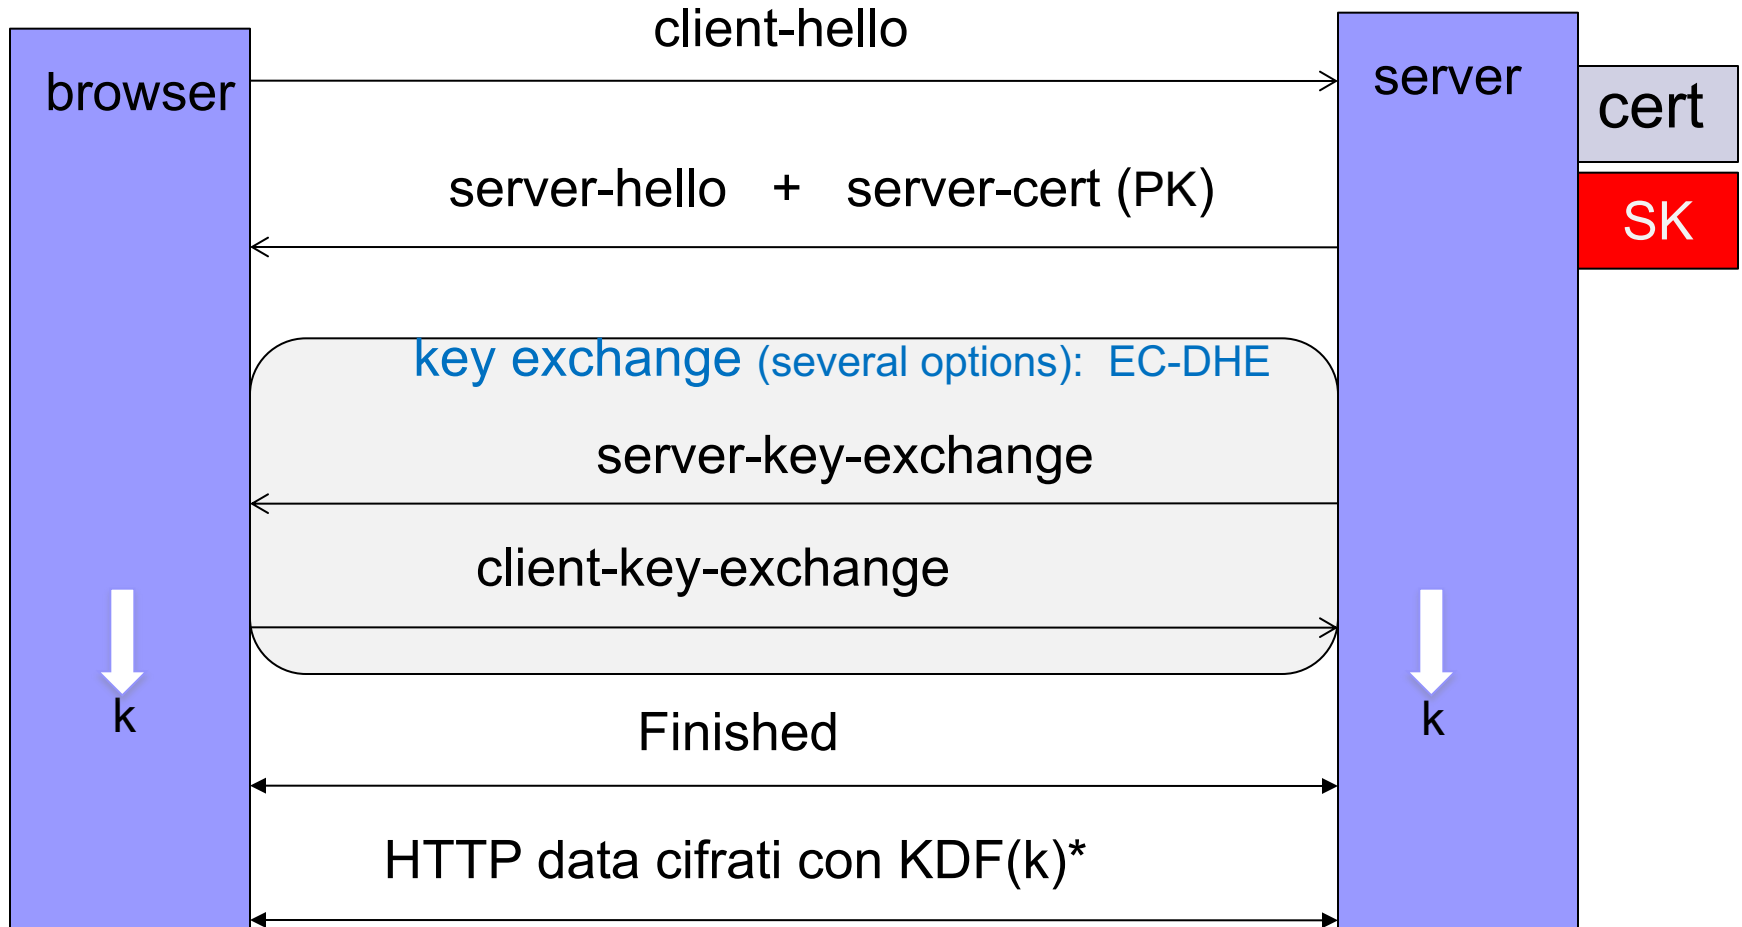 client-hello
browser
server
cert
server-hello + server-cert (PK)
SK
key exchange (several options): EC-DHE
server-key-exchange
client-key-exchange
k
k
Finished
HTTP data cifrati con KDF(k)*